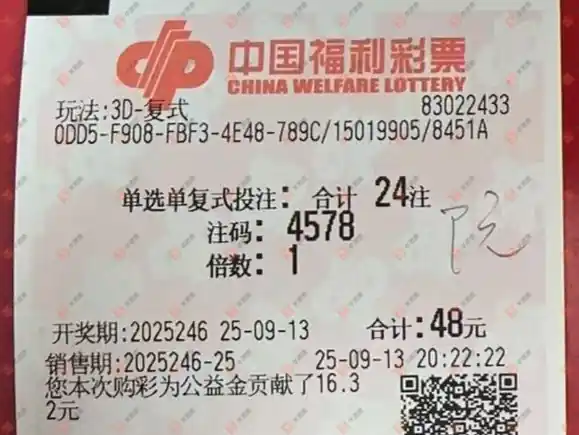 中国福利彩票
CHINA WELFARE LOTTERY
玩法:3D-复式 83022433
0DD5-F908-FBF3-4E48-789C/15019905/8451A
单选单复式投注: 合计 24注
注码: 4578
倍数: 1
开奖期:2025246 25-09-13 合计:48元
销售期:2025246-25 25-09-13 20:22:22
您本次购彩为公益金贡献了16.3
2元